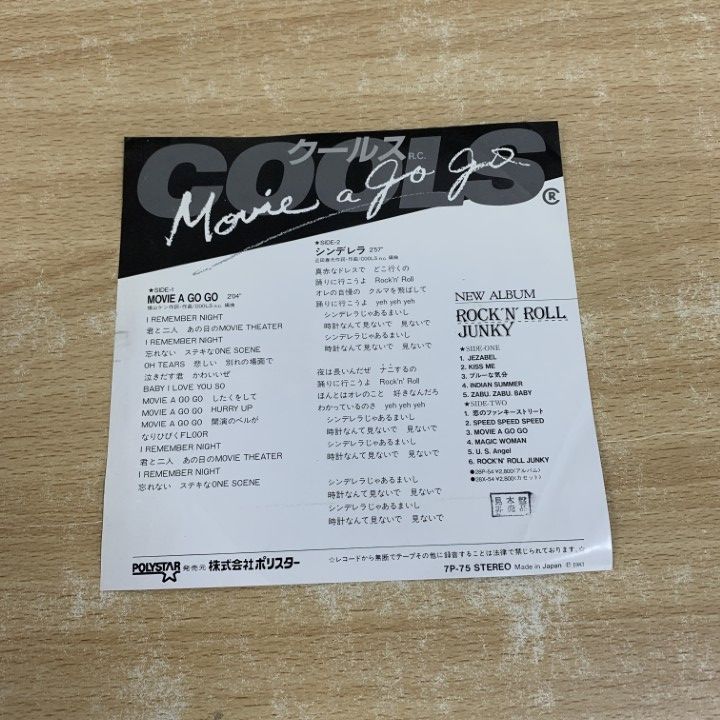 クールス
COOLS R.C.
Movie a go go
®
★SIDE-1
MOVIE A GO GO 2'04"
I REMEMBER NIGHT
君と二人 あの日のMOVIE THEATER
I REMEMBER NIGHT
忘れない ステキなONE SCENE
OH TEARS 悲しい 別れの場面で
泣きだす君 かわいいぜ
BABY I LOVE YOU SO
MOVIE A GO GO したくをして
MOVIE A GO GO HURRY UP
MOVIE A GO GO 開演のベルが
なりひびくFLOOR
I REMEMBER NIGHT
君と二人 あの日のMOVIE THEATER
I REMEMBER NIGHT
忘れない ステキなONE SCENE
★SIDE-2
シンデレラ 2'57"
真赤なドレスで どこ行くの
踊りに行こうよ Rock'n' Roll
オレの自慢の クルマを飛ばして
踊りに行こうよ yeh yeh yeh
シンデレラじゃあるまいし
時計なんて見ないで 見ないで
シンデレラじゃあるまいし
時計なんて見ないで 見ないで
夜は長いんだぜ ナニするの
踊りに行こうよ Rock'n' Roll
ほんとはオレのこと 好きなんだろ
わかっているのさ yeh yeh yeh
シンデレラじゃあるまいし
時計なんて見ないで 見ないで
シンデレラじゃあるまいし
時計なんて見ないで 見ないで
シンデレラじゃあるまいし
時計なんて見ないで 見ないで
シンデレラじゃあるまいし
時計なんて見ないで 見ないで
NEW ALBUM
ROCK'N' ROLL
JUNKY
★SIDE-ONE
1. JEZABEL
2. KISS ME
3. ブルーな気分
4. INDIAN SUMMER
5. ZABU. ZABU. BABY
★SIDE-TWO
1. 恋のファンキーストリート
2. SPEED SPEED SPEED
3. MOVIE A GO GO
4. MAGIC WOMAN
5. U. S. Angel
6. ROCK'N' ROLL JUNKY
●28P-54 ¥2,800(アルバム)
●28X-54 ¥2,800(カセット)
見本盤
非売品
POLYSTAR 発売元 株式会社ポリスター
☆レコードから無断でテープその他に録音することは法律で禁じられております。☆
7P-75 STEREO Made in Japan